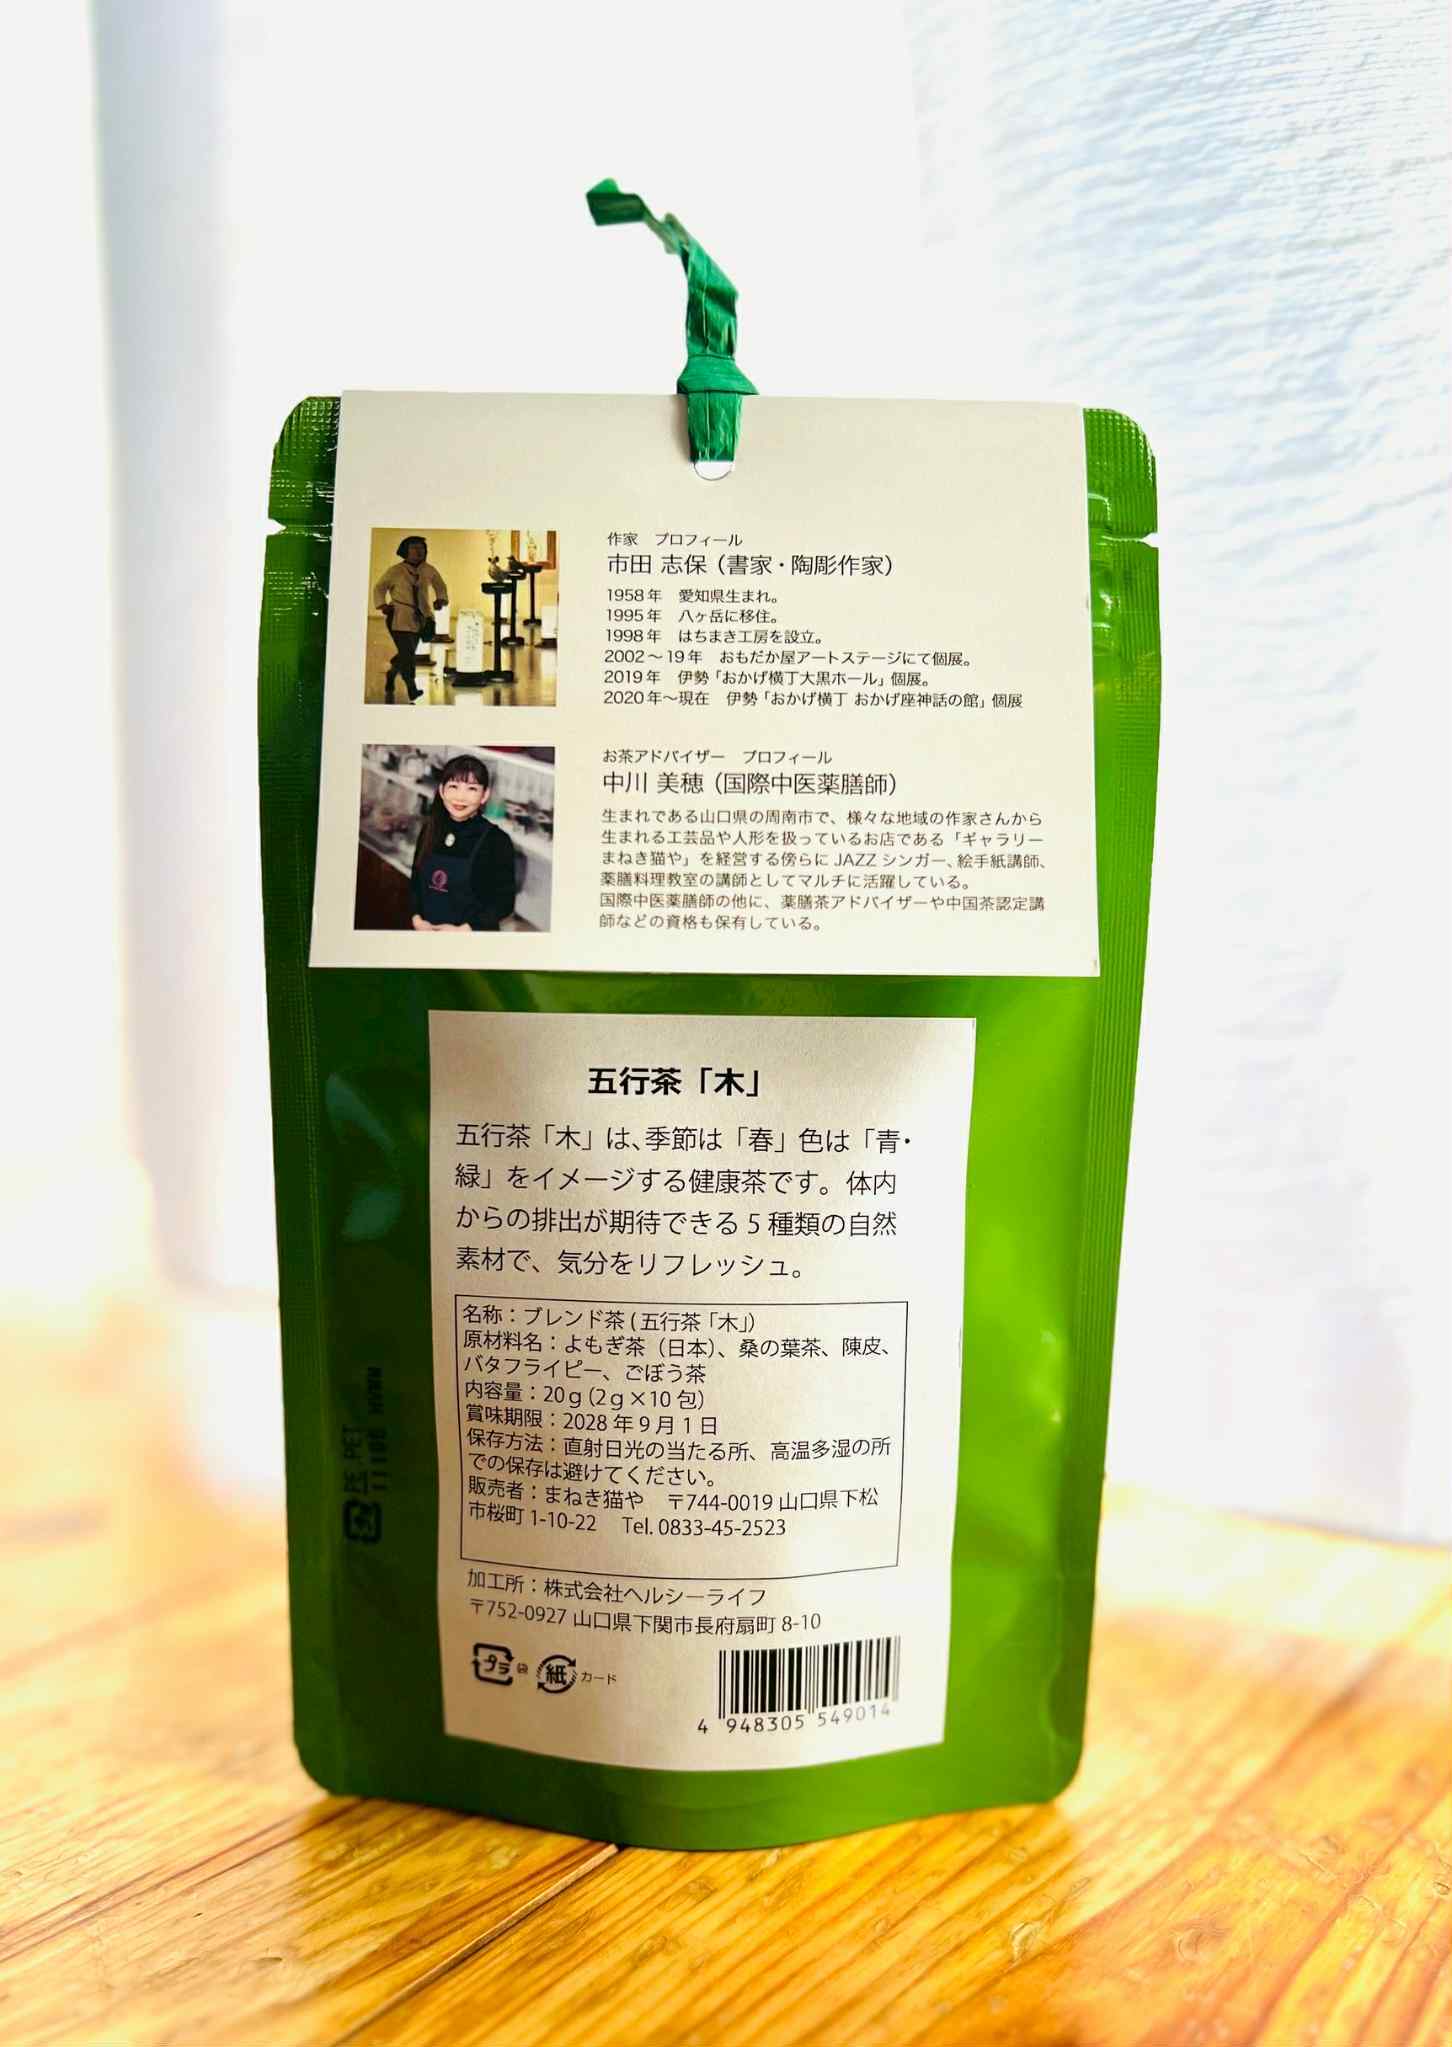 作家　プロフィール
市田 志保（書家・陶彫作家）
1958年　愛知県生まれ。
1995年　八ヶ岳に移住。
1998年　はちまき工房を設立。
2002～19年　おもだか屋アートステージにて個展。
2019年　伊勢「おかげ横丁大黒ホール」個展。
2020年～現在　伊勢「おかげ横丁 おかげ座神話の館」個展
お茶アドバイザー　プロフィール
中川 美穂（国際中医薬膳師）
生まれである山口県の周南市で、様々な地域の作家さんから
生まれる工芸品や人形を扱っているお店である「ギャラリー
まねき猫や」を経営する傍らに JAZZ シンガー、絵手紙講師、
薬膳料理教室の講師としてマルチに活躍している。
国際中医薬膳師の他に、薬膳茶アドバイザーや中国茶認定講
師などの資格も保有している。
五行茶「木」
五行茶「木」は、季節は「春」色は「青・
緑」をイメージする健康茶です。体内
からの排出が期待できる 5 種類の自然
素材で、気分をリフレッシュ。
名称：ブレンド茶 ( 五行茶「木」)
原材料名：よもぎ茶（日本）、桑の葉茶、陳皮、
バタフライピー、ごぼう茶
内容量：20g (2g×10 包)
賞味期限：2028 年 9 月 1 日
保存方法：直射日光の当たる所、高温多湿の所
での保存は避けてください。
販売者：まねき猫や　〒744-0019 山口県下松
市桜町 1-10-22　Tel. 0833-45-2523
加工所：株式会社ヘルシーライフ
〒752-0927 山口県下関市長府扇町 8-10
プラ 袋 紙 カード
4 948305 549014
PE, PET